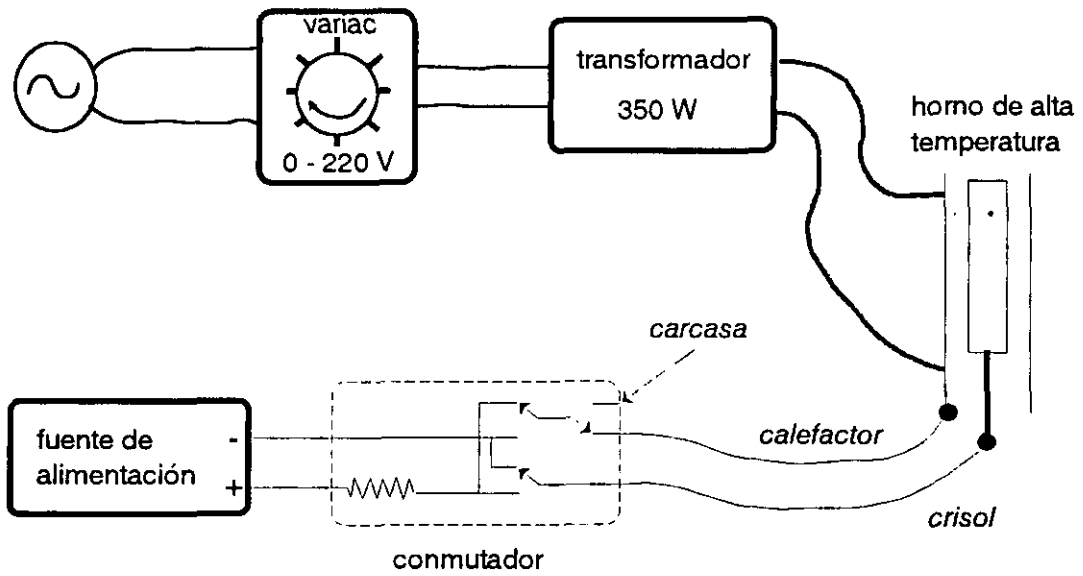 variac
0 - 220 V
transformador
350 W
horno de alta
temperatura
carcasa
fuente de
alimentación
-
+
calefactor
crisol
conmutador